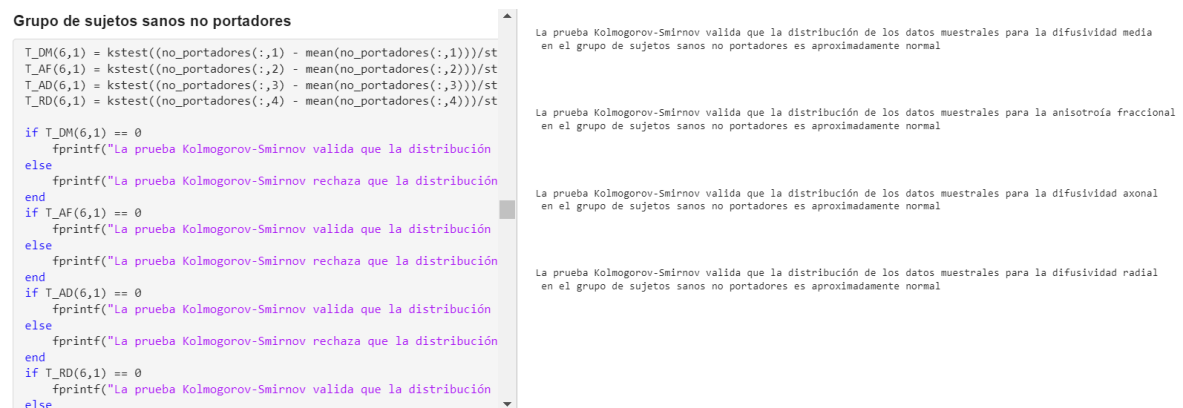 Grupo de sujetos sanos no portadores
T_DM(6,1) = kstest((no_portadores(:,1) - mean(no_portadores(:,1)))/st
T_AF(6,1) = kstest((no_portadores(:,2) - mean(no_portadores(:,2)))/st
T_AD(6,1) = kstest((no_portadores(:,3) - mean(no_portadores(:,3)))/st
T_RD(6,1) = kstest((no_portadores(:,4) - mean(no_portadores(:,4)))/st
if T_DM(6,1) == 0
fprintf("La prueba Kolmogorov-Smirnov valida que la distribución
else
fprintf("La prueba Kolmogorov-Smirnov rechaza que la distribución
end
if T_AF(6,1) == 0
fprintf("La prueba Kolmogorov-Smirnov valida que la distribución
else
fprintf("La prueba Kolmogorov-Smirnov rechaza que la distribución
end
if T_AD(6,1) == 0
fprintf("La prueba Kolmogorov-Smirnov valida que la distribución
else
fprintf("La prueba Kolmogorov-Smirnov rechaza que la distribución
end
if T_RD(6,1) == 0
fprintf("La prueba Kolmogorov-Smirnov valida que la distribución
else
La prueba Kolmogorov-Smirnov valida que la distribución de los datos muestrales para la difusividad media
en el grupo de sujetos sanos no portadores es aproximadamente normal
La prueba Kolmogorov-Smirnov valida que la distribución de los datos muestrales para la anisotroía fraccional
en el grupo de sujetos sanos no portadores es aproximadamente normal
La prueba Kolmogorov-Smirnov valida que la distribución de los datos muestrales para la difusividad axonal
en el grupo de sujetos sanos no portadores es aproximadamente normal
La prueba Kolmogorov-Smirnov valida que la distribución de los datos muestrales para la difusividad radial
en el grupo de sujetos sanos no portadores es aproximadamente normal